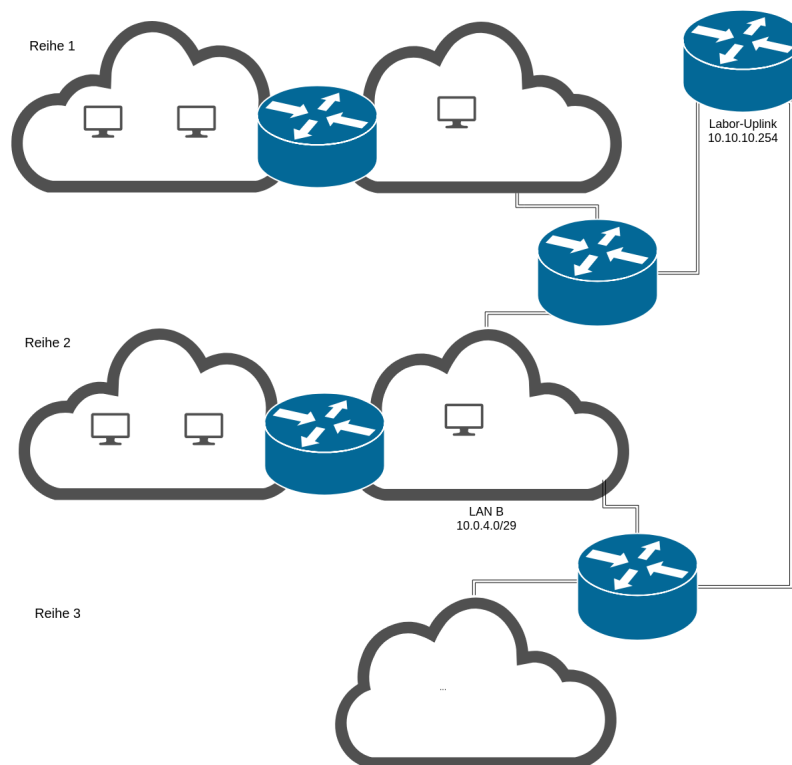 Reihe 1
Labor-Uplink
10.10.10.254
Reihe 2
LAN B
10.0.4.0/29
Reihe 3
...